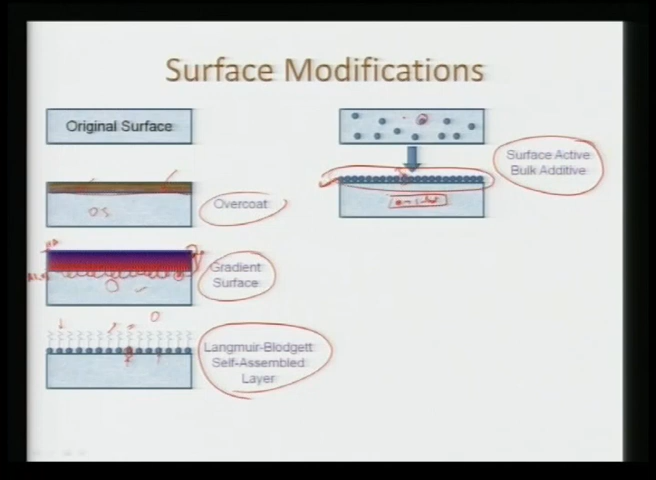 Surface Modifications
Original Surface
Overcoat
OS
Gradient
Surface
Langmuir-Blodgett
Self-Assembled
Layer
Surface Active
Bulk Additive